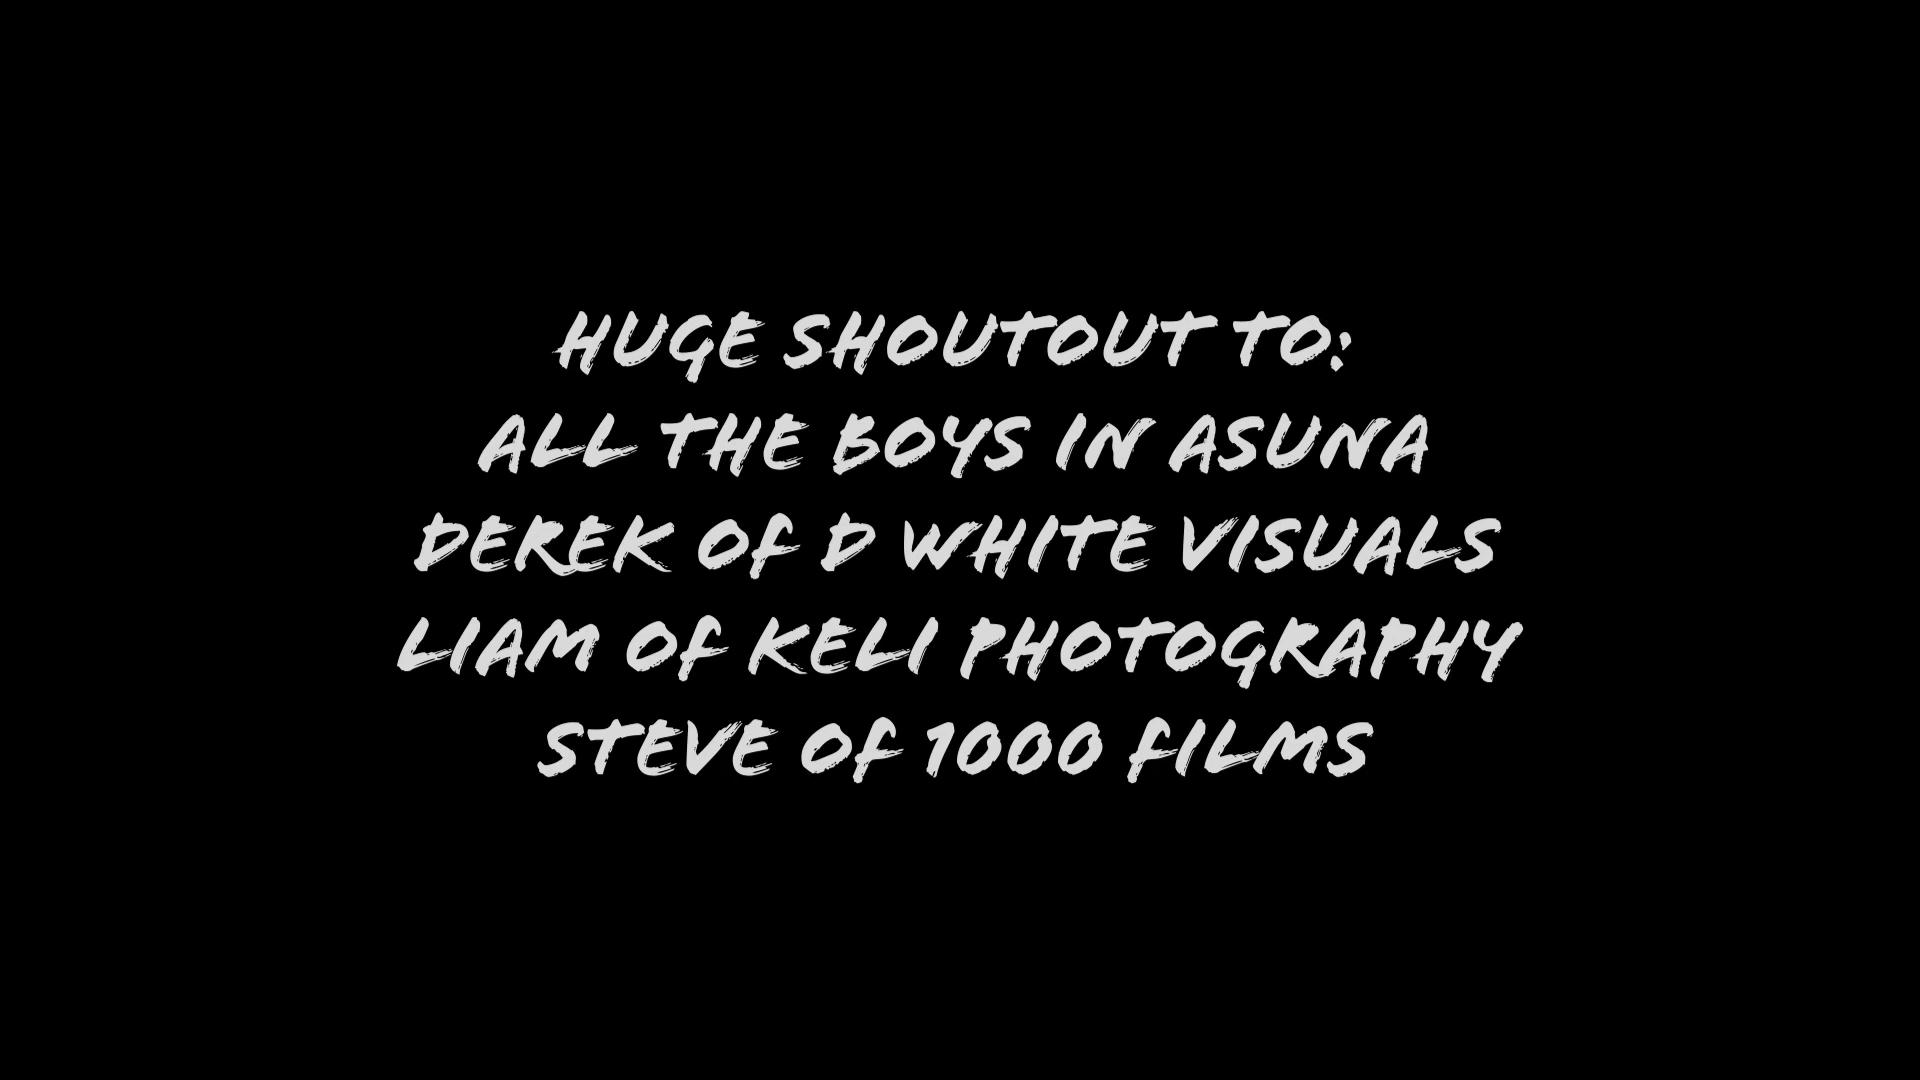 HUGE SHOUTOUT TO:
ALL THE BOYS IN ASUNA
DEREK OF D WHITE VISUALS
LIAM OF KELI PHOTOGRAPHY
STEVE OF 1000 FILMS